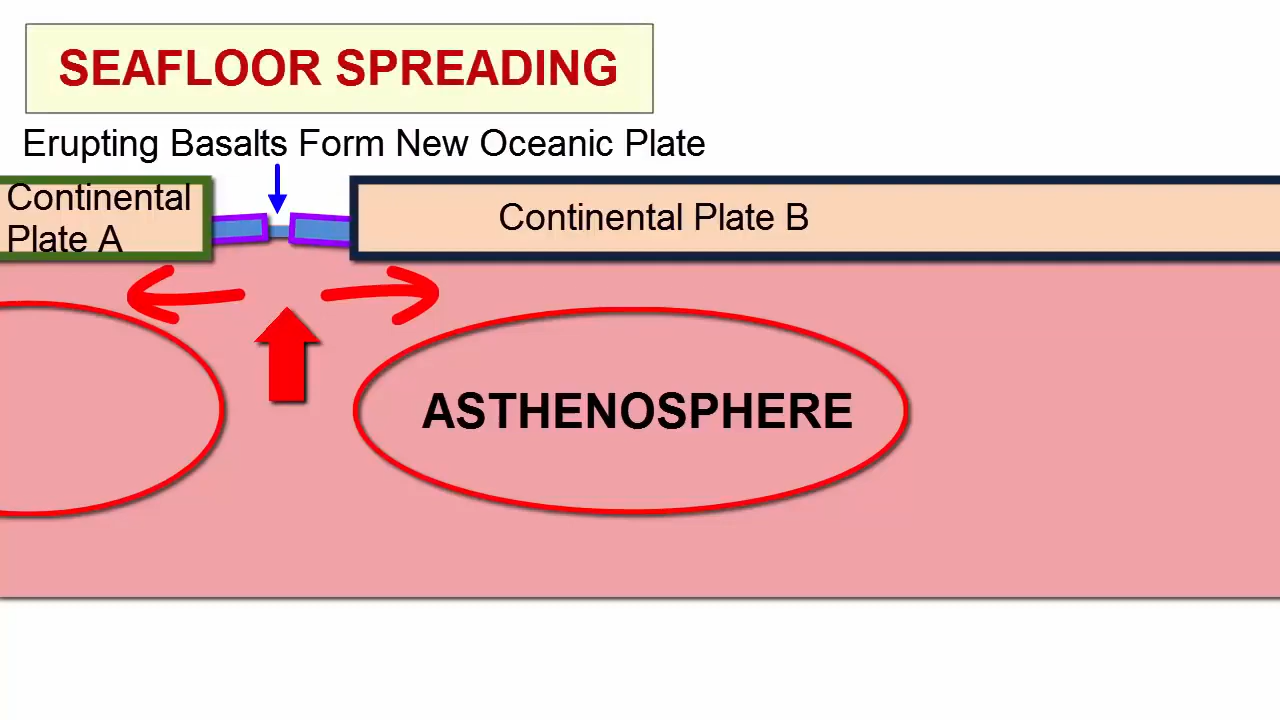 SEAFLOOR SPREADING
Erupting Basalts Form New Oceanic Plate
Continental
Plate A
Continental Plate B
ASTHENOSPHERE